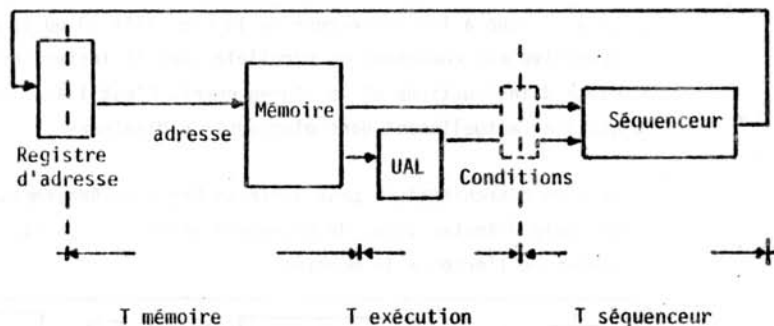 Registre
d'adresse
adresse
Mémoire
UAL
Conditions
Séquenceur
T mémoire
T exécution
T séquenceur